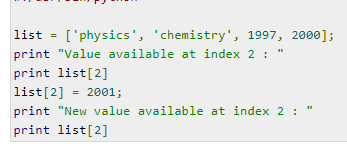 list = ['physics', 'chemistry', 1997, 2000];
print "Value available at index 2 : "
print list[2]
list[2] = 2001;
print "New value available at index 2 : "
print list[2]